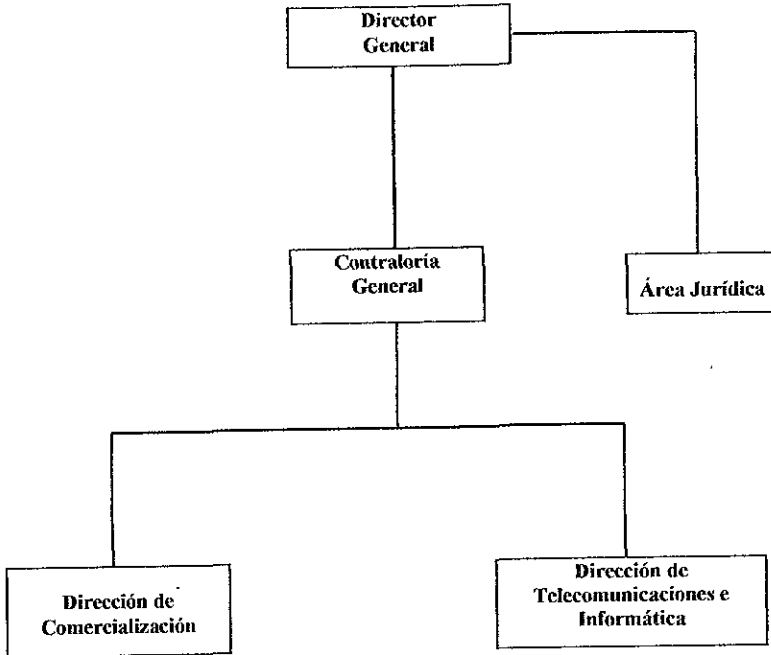 Director
General
Contraloría
General
Área Jurídica
Dirección de
Comercialización
Dirección de
Telecomunicaciones e
Informática